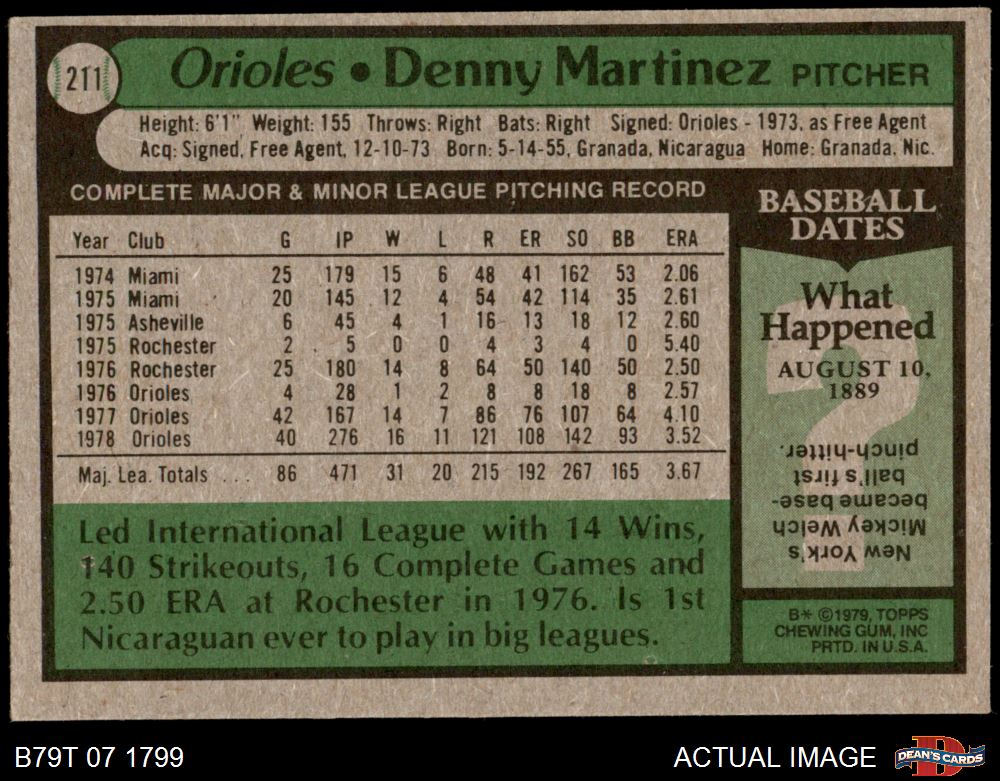 211
Orioles • Denny Martinez PITCHER
Height: 6'1" Weight: 155 Throws: Right Bats: Right Signed: Orioles - 1973, as Free Agent
Acq: Signed, Free Agent, 12-10-73 Born: 5-14-55, Granada, Nicaragua Home: Granada, Nic.
COMPLETE MAJOR & MINOR LEAGUE PITCHING RECORD
Year Club G IP W L R ER SO BB ERA
1974 Miami 25 179 15 6 48 41 162 53 2.06
1975 Miami 20 145 12 4 54 42 114 35 2.61
1975 Asheville 6 45 4 1 16 13 18 12 2.60
1975 Rochester 2 5 0 0 4 3 4 0 5.40
1976 Rochester 25 180 14 8 64 50 140 50 2.50
1976 Orioles 4 28 1 2 8 8 18 8 2.57
1977 Orioles 42 167 14 7 86 76 107 64 4.10
1978 Orioles 40 276 16 11 121 108 142 93 3.52
Maj. Lea. Totals ... 86 471 31 20 215 192 267 165 3.67
Led International League with 14 Wins,
140 Strikeouts, 16 Complete Games and
2.50 ERA at Rochester in 1976. Is 1st
Nicaraguan ever to play in big leagues.
BASEBALL
DATES
What
Happened
AUGUST 10,
1889
?
New York's
Mickey Welch
became base-
ball's first
pinch-hitter.
B* ©1979, TOPPS
CHEWING GUM, INC
PRTD. IN U.S.A.
B79T 07 1799
ACTUAL IMAGE
D
DEAN'S CARDS